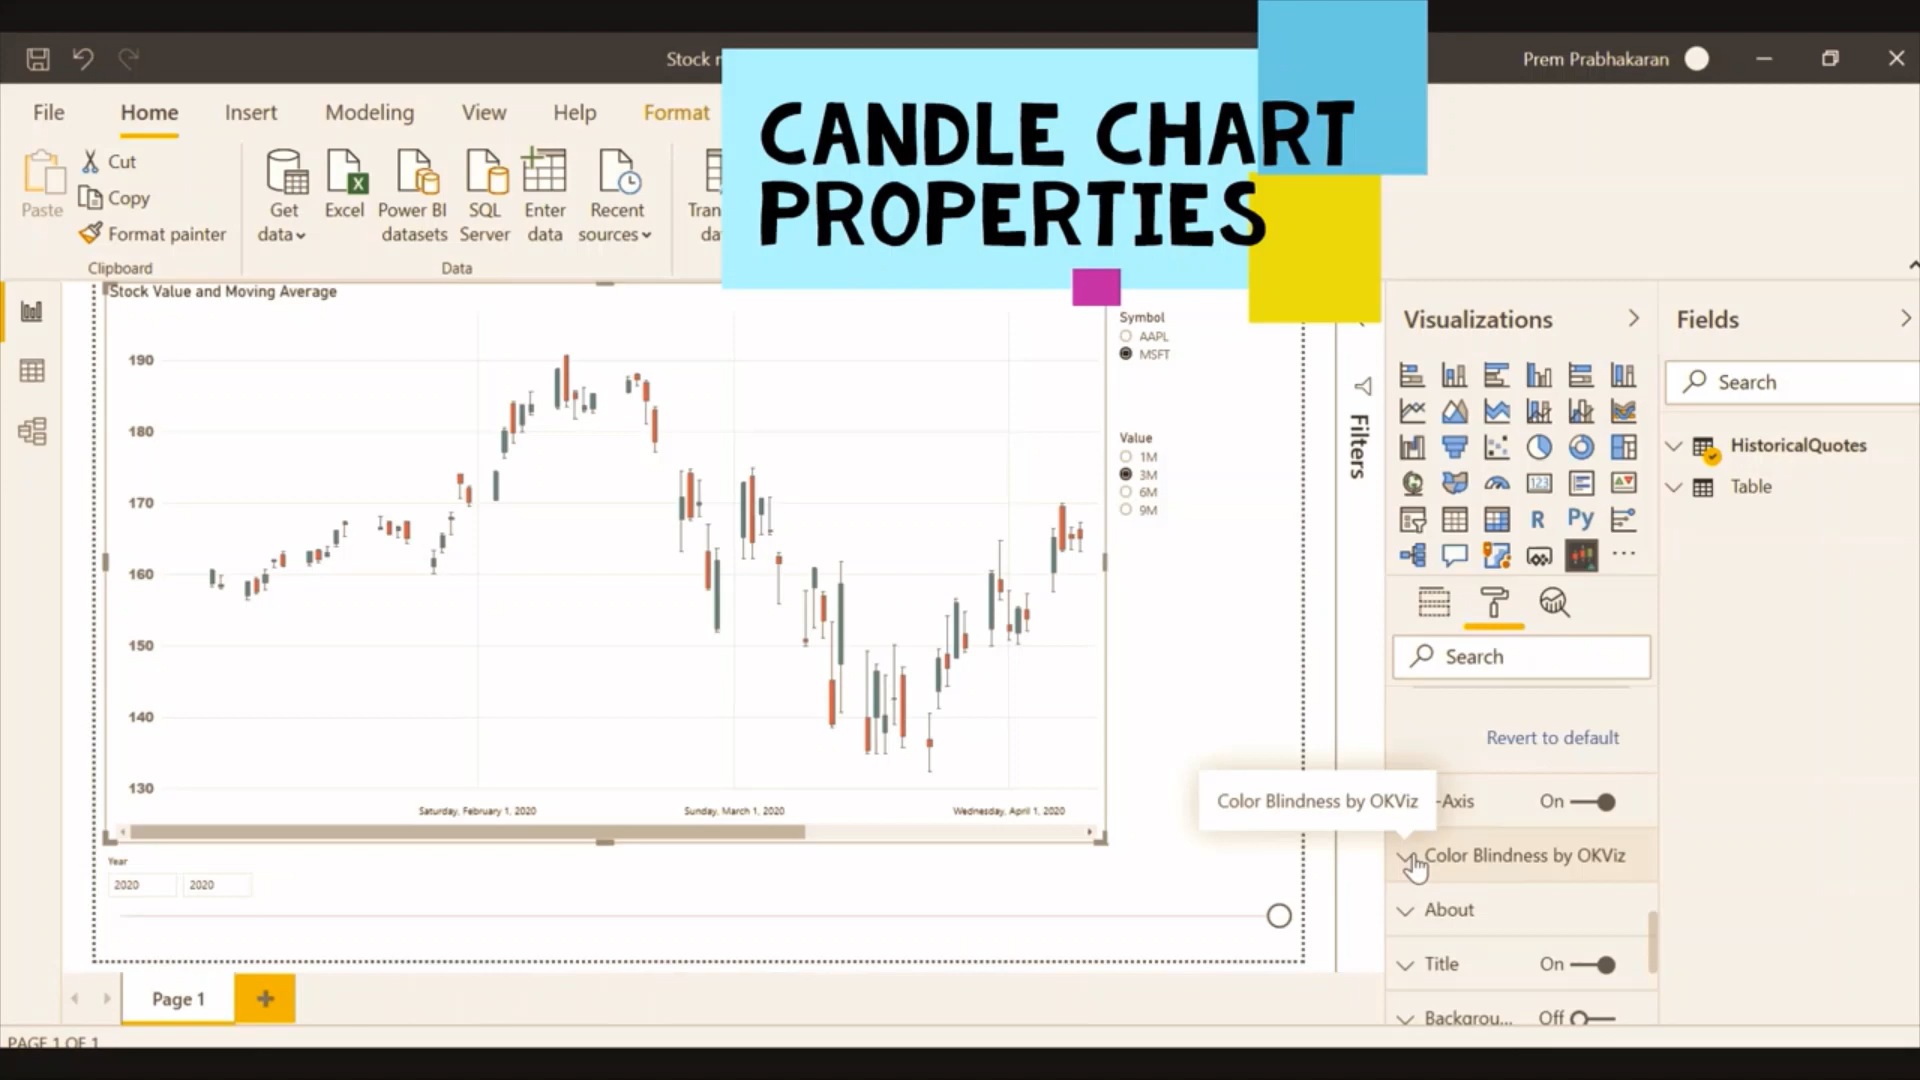 Stock
Prem Prabhakaran
CANDLE CHART
PROPERTIES
File
Home
Insert
Modeling
View
Help
Format
Paste
Cut
Copy
Format painter
Clipboard
Get
data
Excel
Power BI
datasets
SQL
Server
Enter
data
Recent
sources
Data
Tran
da
Stock Value and Moving Average
190
180
170
160
150
140
130
Saturday, February 1, 2020
Sunday, March 1, 2020
Wednesday, April 1, 2020
Symbol
AAPL
MSFT
Value
1M
3M
6M
9M
Year
2020
2020
Filters
Visualizations
123
R
Py
Search
Revert to default
Color Blindness by OKViz
-Axis
On
Color Blindness by OKViz
About
Title
On
Backgrou...
Off
Fields
Search
HistoricalQuotes
Table
Page 1
PAGE 1 OF 1